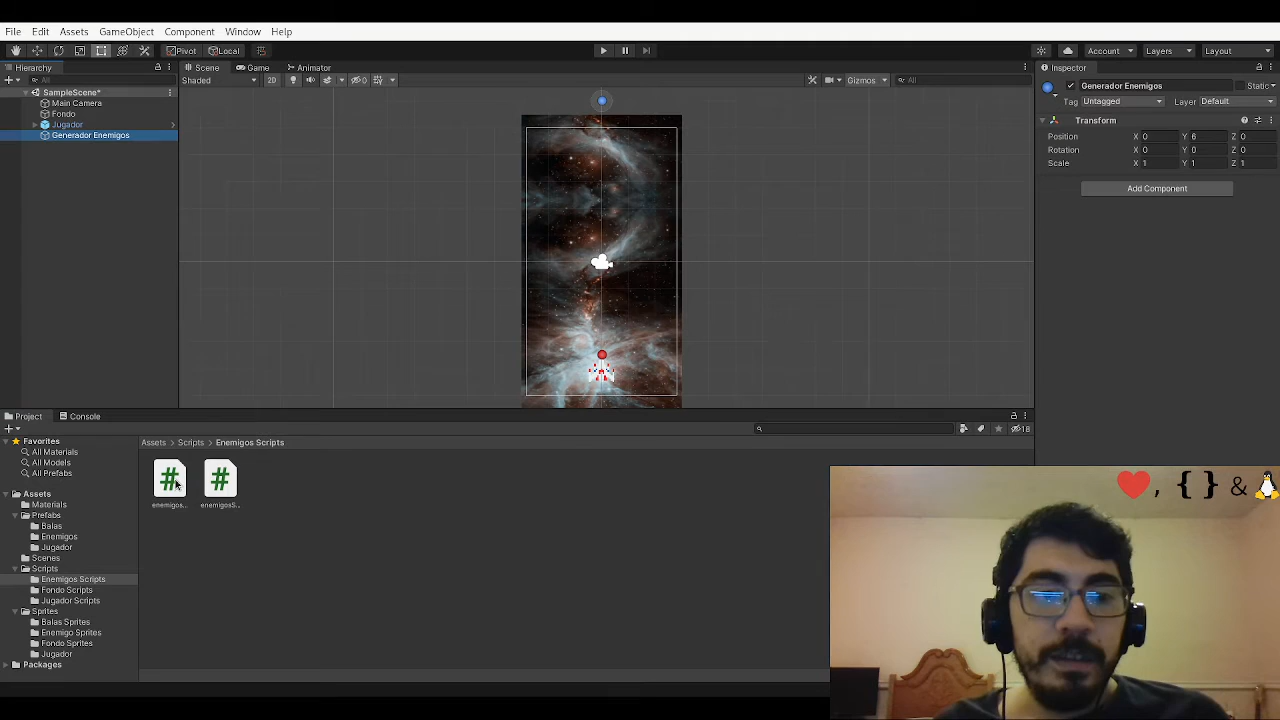 File Edit Assets GameObject Component Window Help
Pivot Local Account Layers Layout
Hierarchy
All
SampleScene*
Main Camera
Fondo
Jugador
Generador Enemigos
Scene Game Animator
Shaded 2D 0 Gizmos All
Inspector
Generador Enemigos Static
Tag Untagged Layer Default
Transform
Position X 0 Y 6 Z 0
Rotation X 0 Y 0 Z 0
Scale X 1 Y 1 Z 1
Add Component
Project Console
18
Favorites
All Materials
All Models
All Prefabs
Assets
Materials
Prefabs
Balas
Enemigos
Jugador
Scenes
Scripts
Enemigos Scripts
Fondo Scripts
Jugador Scripts
Sprites
Balas Sprites
Enemigo Sprites
Fondo Sprites
Jugador
Packages
Assets > Scripts > Enemigos Scripts
# #
enemigos... enemigosS...
, { } &